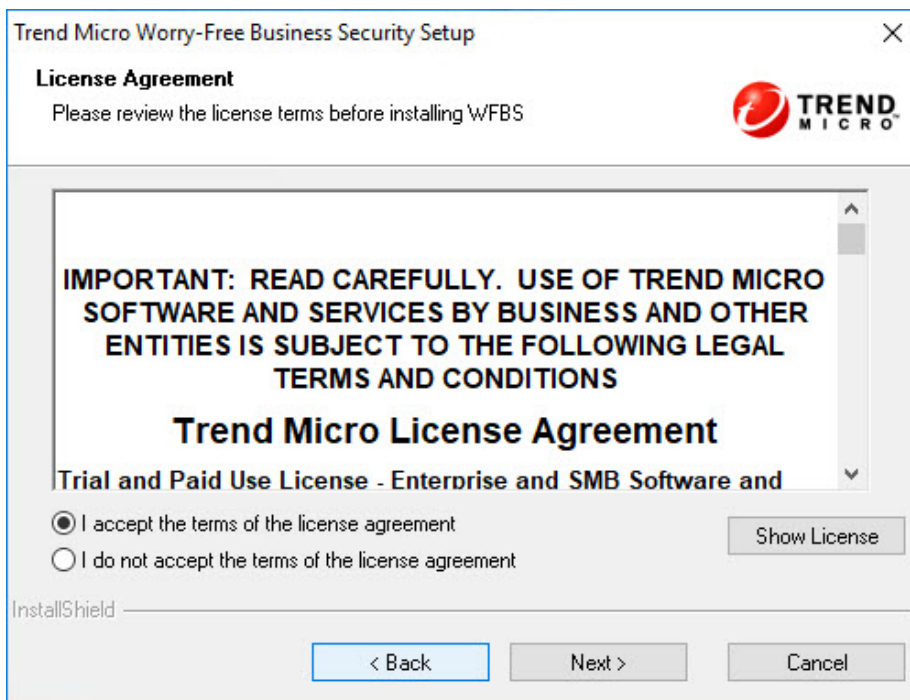 Trend Micro Worry-Free Business Security Setup
License Agreement
Please review the license terms before installing WFBS
TREND
MICRO™
IMPORTANT: READ CAREFULLY. USE OF TREND MICRO
SOFTWARE AND SERVICES BY BUSINESS AND OTHER
ENTITIES IS SUBJECT TO THE FOLLOWING LEGAL
TERMS AND CONDITIONS
Trend Micro License Agreement
Trial and Paid Use License - Enterprise and SMB Software and
I accept the terms of the license agreement
Show License
I do not accept the terms of the license agreement
InstallShield
< Back
Next >
Cancel